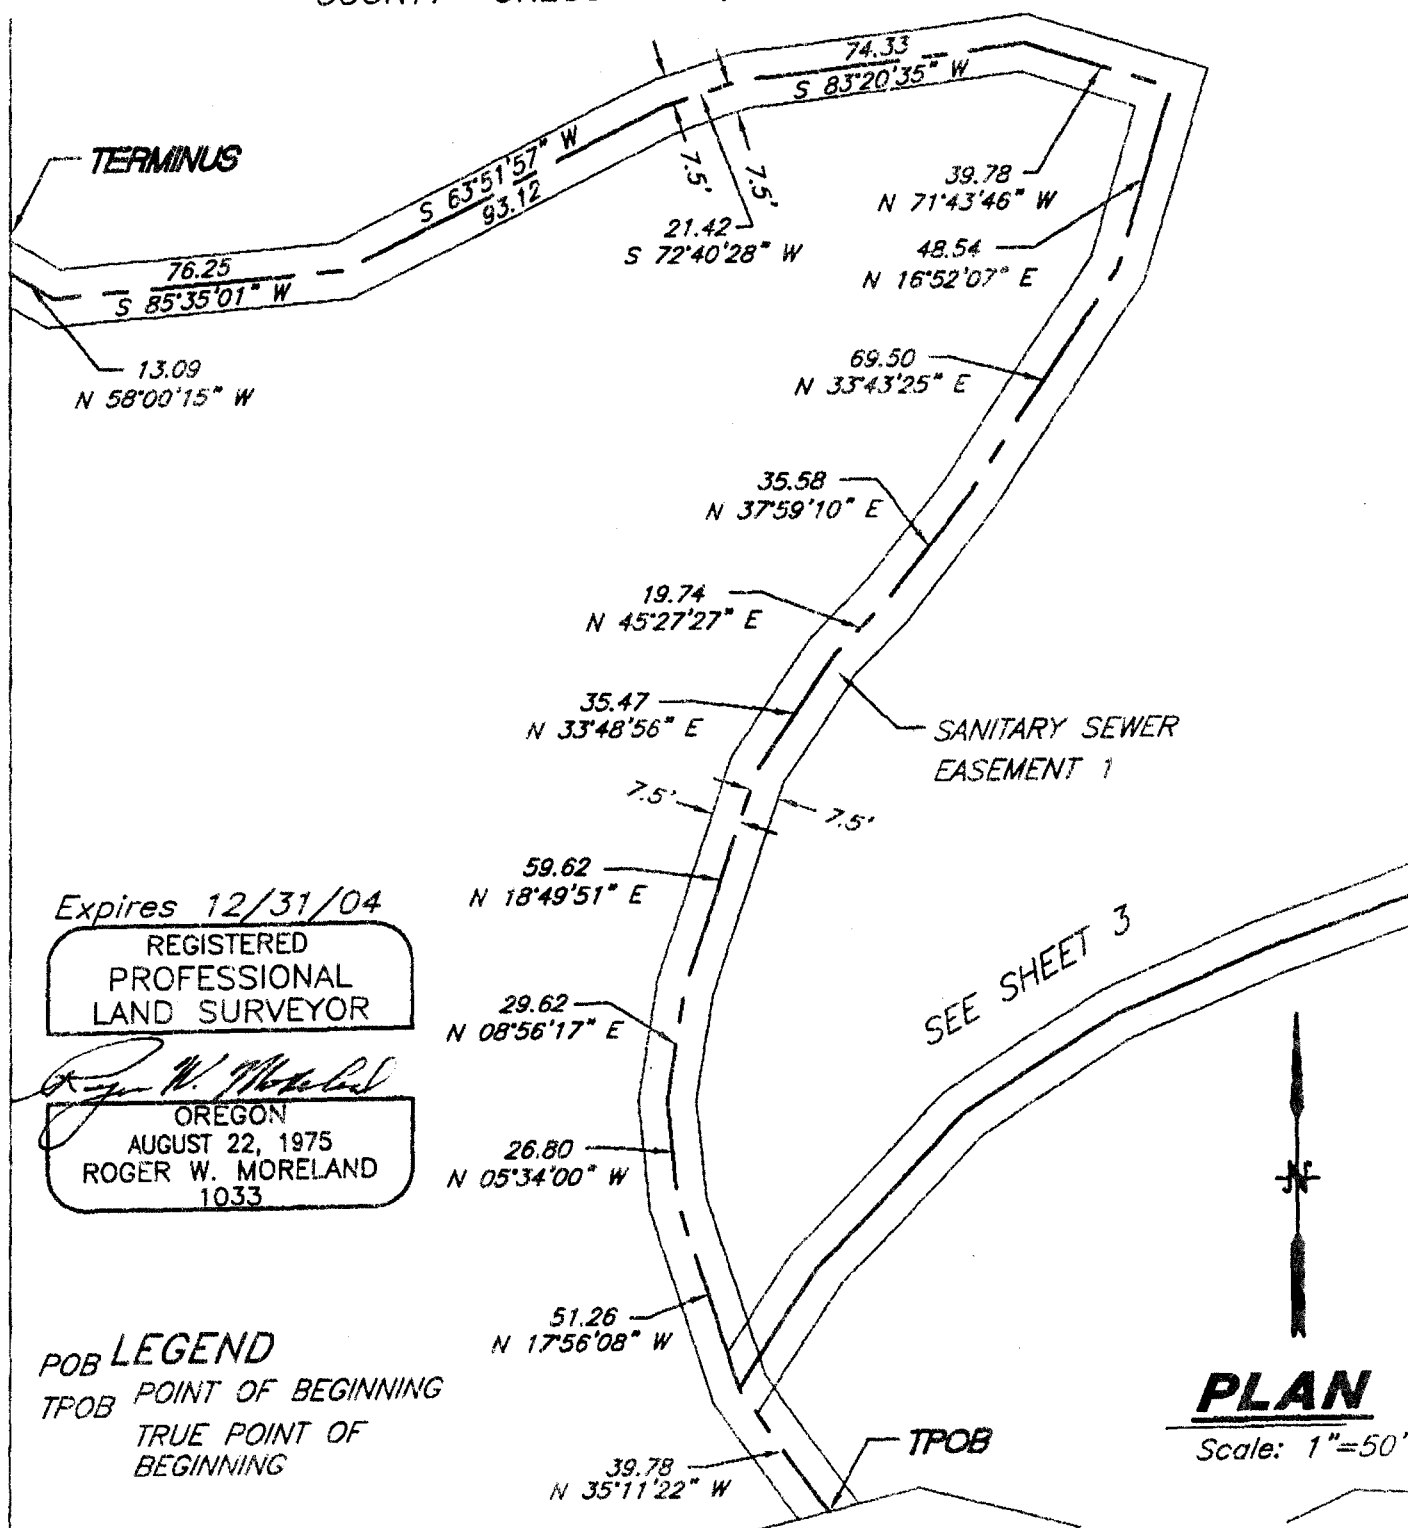 74.33
S 83°20'35" W
TERMINUS
S 63°51'57" W
93.12
7.5'
7.5'
39.78
N 71°43'46" W
21.42
S 72°40'28" W
48.54
N 16°52'07" E
76.25
S 85°35'01" W
13.09
N 58°00'15" W
69.50
N 33°43'25" E
35.58
N 37°59'10" E
19.74
N 45°27'27" E
35.47
N 33°48'56" E
SANITARY SEWER
EASEMENT 1
7.5'
7.5'
59.62
N 18°49'51" E
Expires 12/31/04
REGISTERED
PROFESSIONAL
LAND SURVEYOR
Roger W. Moreland
OREGON
AUGUST 22, 1975
ROGER W. MORELAND
1033
SEE SHEET 3
29.62
N 08°56'17" E
26.80
N 05°34'00" W
N
51.26
N 17°56'08" W
POB LEGEND
TPOB POINT OF BEGINNING
TRUE POINT OF
BEGINNING
PLAN
Scale: 1"=50'
TPOB
39.78
N 35°11'22" W